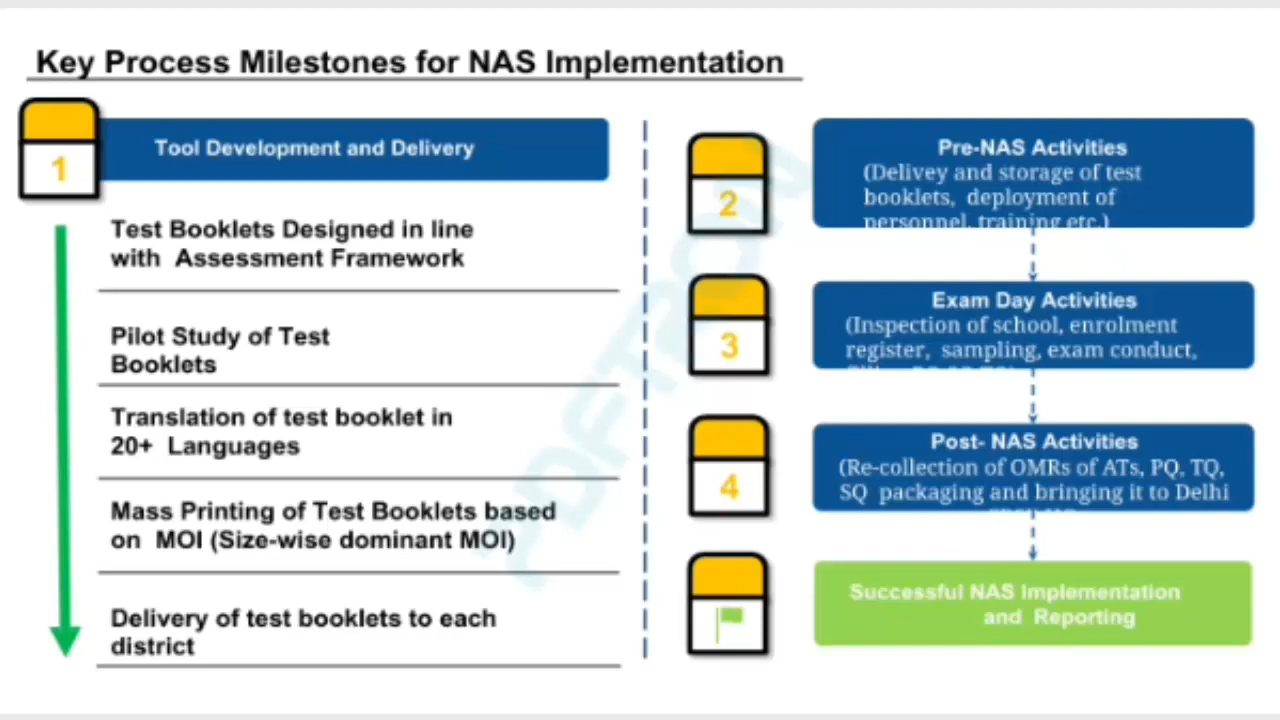 Key Process Milestones for NAS Implementation
1
Tool Development and Delivery
Test Booklets Designed in line
with Assessment Framework
Pilot Study of Test
Booklets
Translation of test booklet in
20+ Languages
Mass Printing of Test Booklets based
on MOI (Size-wise dominant MOI)
Delivery of test booklets to each
district
2
Pre-NAS Activities
(Delivey and storage of test
booklets, deployment of
personnel, training etc.)
3
Exam Day Activities
(Inspection of school, enrolment
register, sampling, exam conduct,
4
Post- NAS Activities
(Re-collection of OMRs of ATs, PQ, TQ,
SQ packaging and bringing it to Delhi
Successful NAS Implementation
and Reporting
PDFTRON